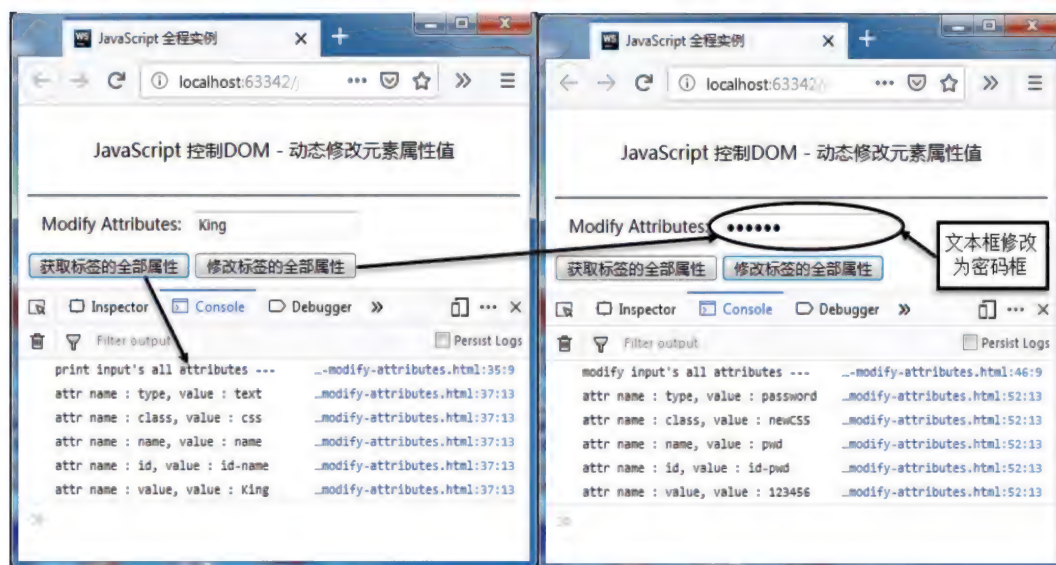 JavaScript 全程实例
localhost:63342/
JavaScript 控制DOM - 动态修改元素属性值
Modify Attributes: King
获取标签的全部属性 修改标签的全部属性
Inspector Console Debugger
Filter output Persist Logs
print input's all attributes --- …-modify-attributes.html:35:9
attr name : type, value : text …modify-attributes.html:37:13
attr name : class, value : css …modify-attributes.html:37:13
attr name : name, value : name …modify-attributes.html:37:13
attr name : id, value : id-name …modify-attributes.html:37:13
attr name : value, value : King …modify-attributes.html:37:13
JavaScript 全程实例
localhost:63342/
JavaScript 控制DOM - 动态修改元素属性值
Modify Attributes: ••••••
文本框修改
为密码框
获取标签的全部属性 修改标签的全部属性
Inspector Console Debugger
Filter output Persist Logs
modify input's all attributes --- …-modify-attributes.html:46:9
attr name : type, value : password …modify-attributes.html:52:13
attr name : class, value : newCSS …modify-attributes.html:52:13
attr name : name, value : pwd …modify-attributes.html:52:13
attr name : id, value : id-pwd …modify-attributes.html:52:13
attr name : value, value : 123456 …modify-attributes.html:52:13